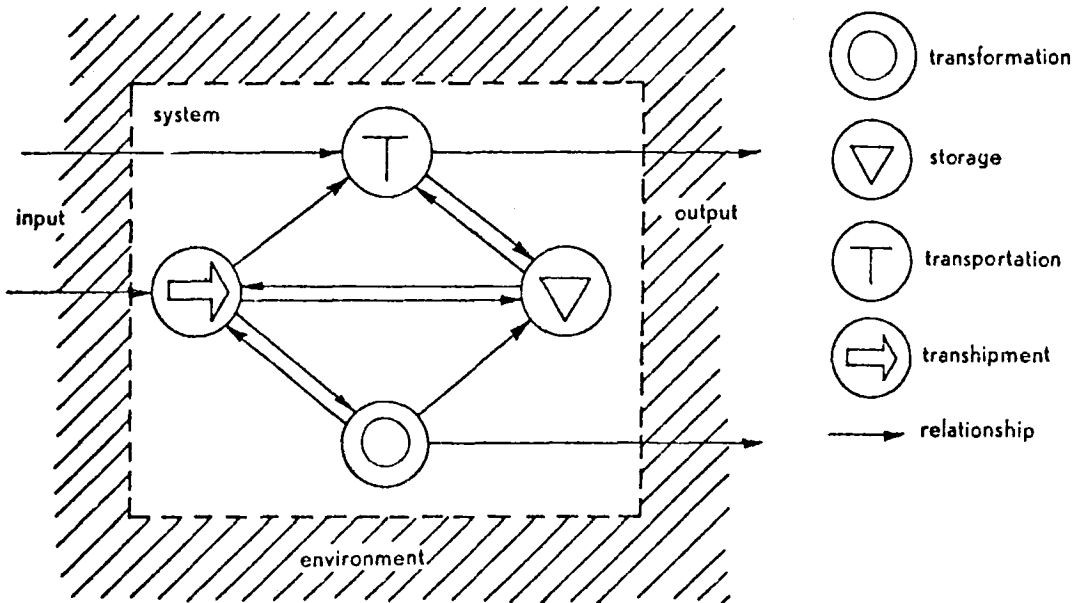 system
input
output
environment
transformation
storage
transportation
transhipment
relationship